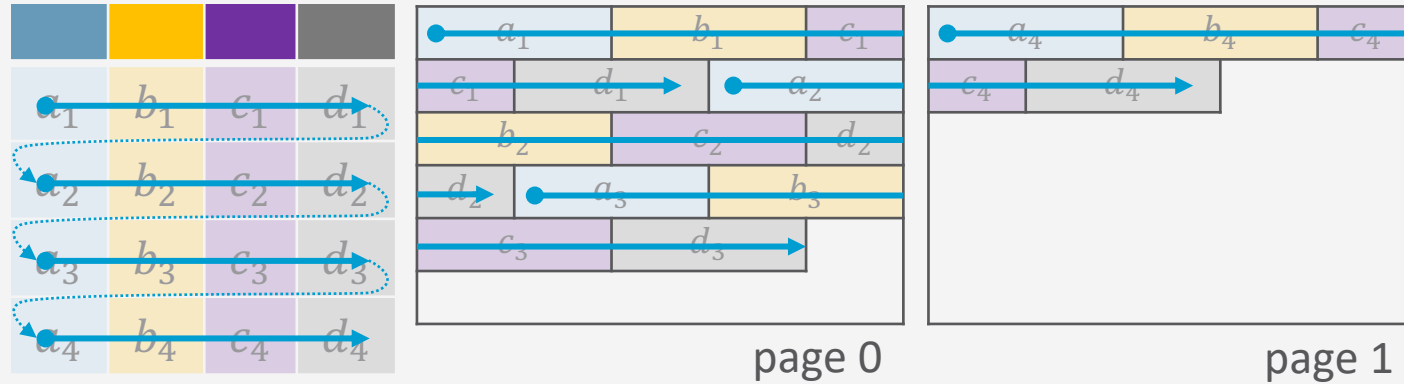 a₁ b₁ c₁ d₁
a₂ b₂ c₂ d₂
a₃ b₃ c₃ d₃
a₄ b₄ c₄ d₄
a₁ b₁ c₁
c₁ d₁ a₂
b₂ c₂ d₂
d₂ a₃ b₃
c₃ d₃
page 0
a₄ b₄ c₄
c₄ d₄
page 1